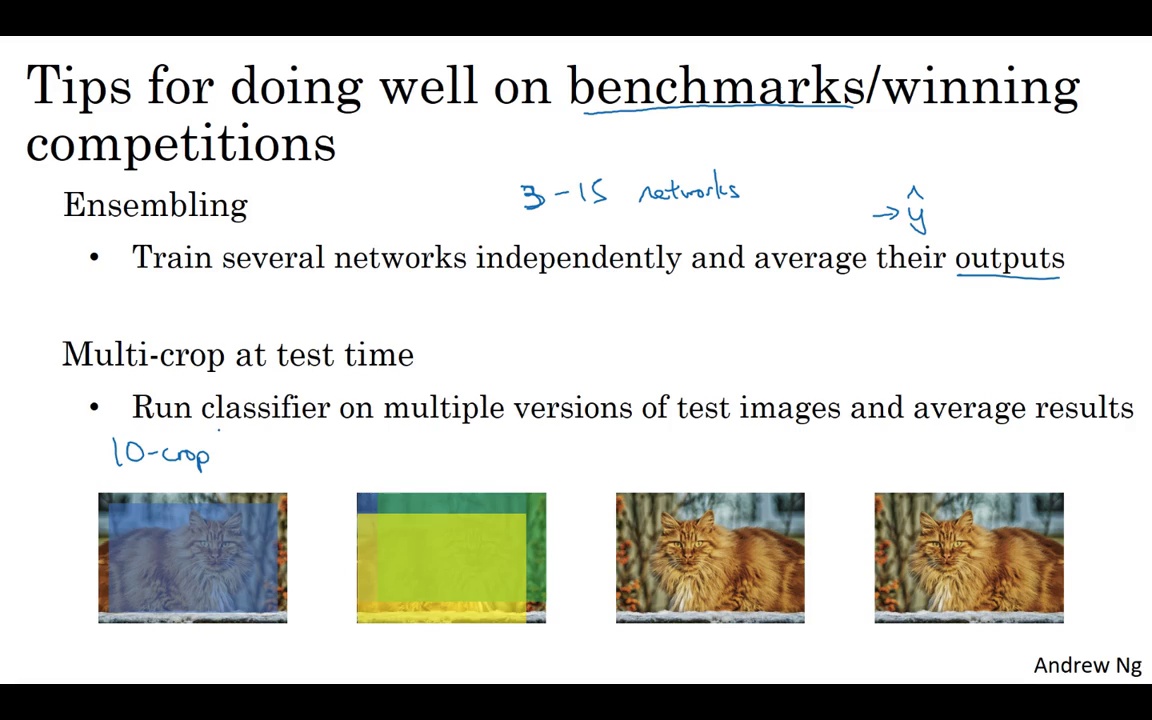 Tips for doing well on benchmarks/winning
competitions
Ensembling
3-15 networks
→ ŷ
• Train several networks independently and average their outputs
Multi-crop at test time
• Run classifier on multiple versions of test images and average results
10-crop
Andrew Ng